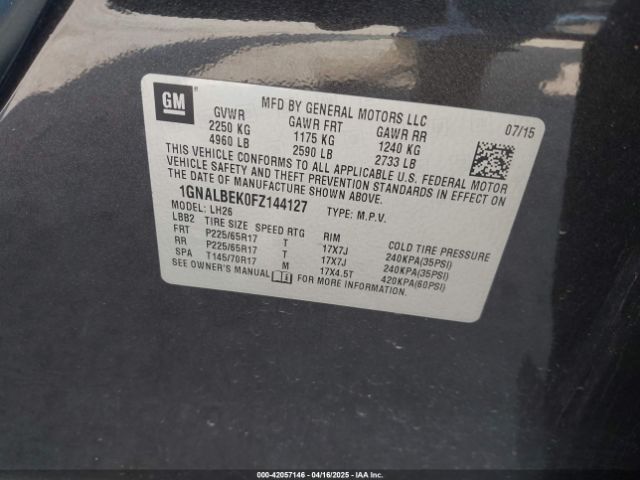 GM
MFD BY GENERAL MOTORS LLC
07/15
GVWR GAWR FRT GAWR RR
2250 KG 1175 KG 1240 KG
4960 LB 2590 LB 2733 LB
THIS VEHICLE CONFORMS TO ALL APPLICABLE U.S. FEDERAL MOTOR
VEHICLE SAFETY AND THEFT PREVENTION STANDARDS IN EFFECT ON
THE DATE OF MANUFACTURE SHOWN ABOVE.
1GNALBEK0FZ144127 TYPE: M.P.V.
MODEL: LH26
LBB2 TIRE SIZE SPEED RTG RIM COLD TIRE PRESSURE
FRT P225/65R17 T 17X7J 240KPA(35PSI)
RR P225/65R17 T 17X7J 240KPA(35PSI)
SPA T145/70R17 M 17X4.5T 420KPA(60PSI)
SEE OWNER'S MANUAL FOR MORE INFORMATION.
000-42057146 - 04/16/2025 - IAAI.COM